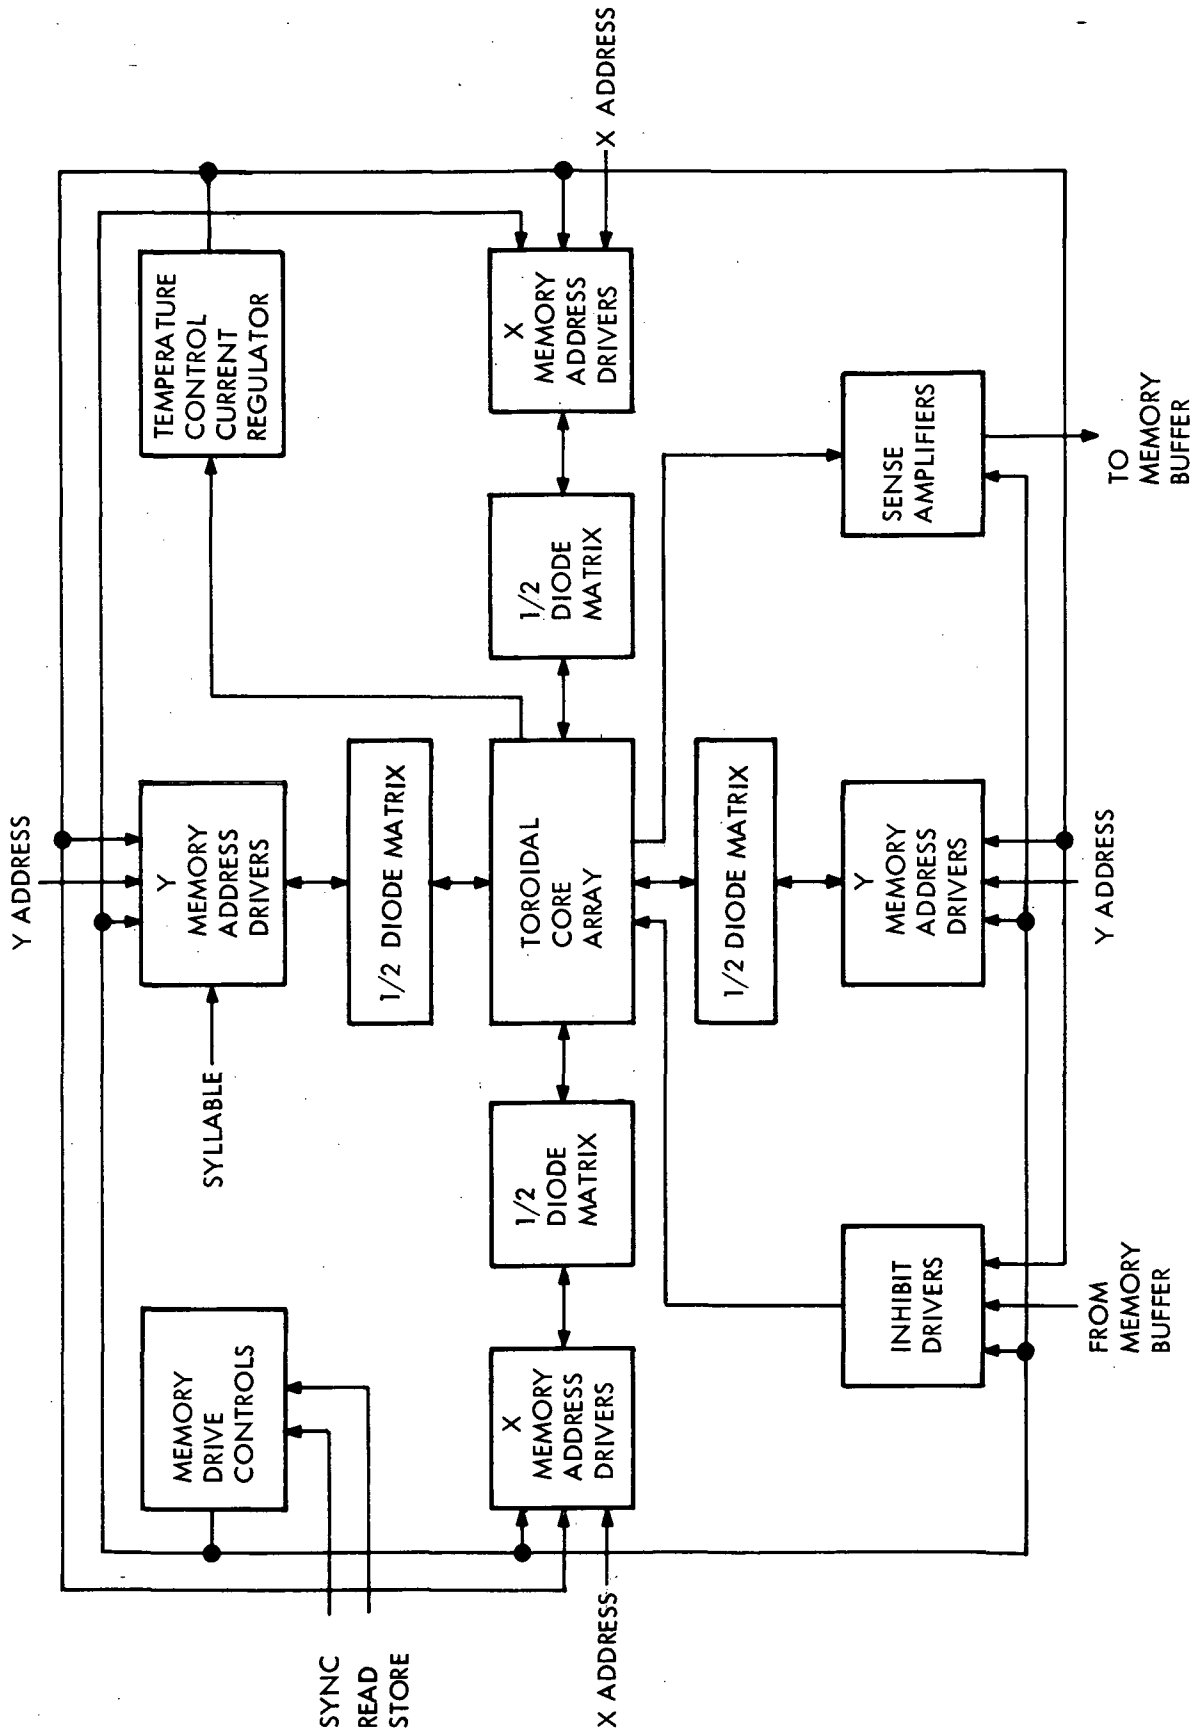 Y ADDRESS
MEMORY
DRIVE
CONTROLS
SYLLABLE
Y
MEMORY
ADDRESS
DRIVERS
TEMPERATURE
CONTROL
CURRENT
REGULATOR
SYNC
READ
STORE
1/2 DIODE MATRIX
X
MEMORY
ADDRESS
DRIVERS
1/2
DIODE
MATRIX
TOROIDAL
CORE
ARRAY
1/2
DIODE
MATRIX
X
MEMORY
ADDRESS
DRIVERS
X ADDRESS
X ADDRESS
1/2 DIODE MATRIX
INHIBIT
DRIVERS
Y
MEMORY
ADDRESS
DRIVERS
SENSE
AMPLIFIERS
FROM
MEMORY
BUFFER
Y ADDRESS
TO
MEMORY
BUFFER